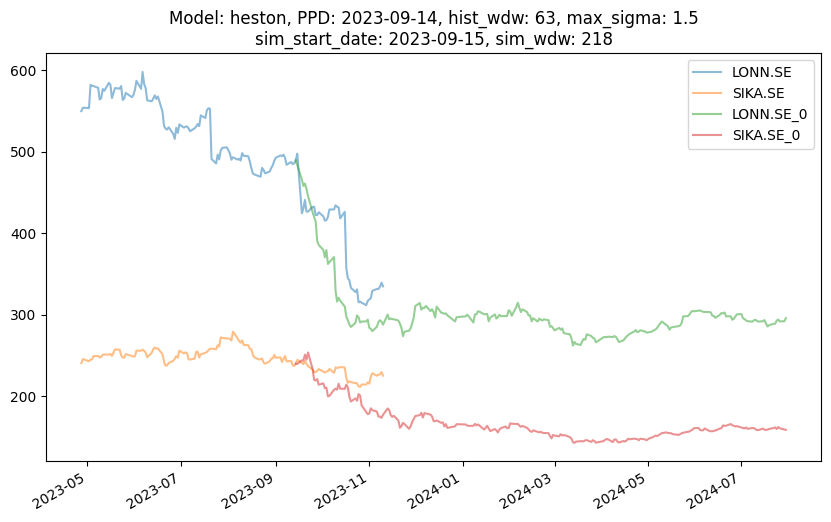 Model: heston, PPD: 2023-09-14, hist_wdw: 63, max_sigma: 1.5
sim_start_date: 2023-09-15, sim_wdw: 218
LONN.SE
SIKA.SE
LONN.SE_0
SIKA.SE_0
600
500
400
300
200
2023-05
2023-07
2023-09
2023-11
2024-01
2024-03
2024-05
2024-07